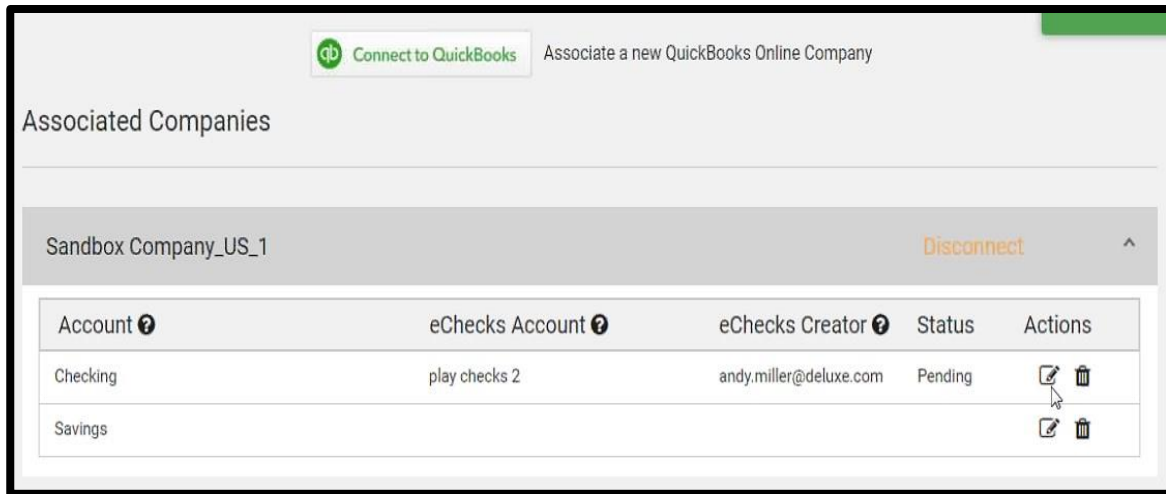 qb Connect to QuickBooks Associate a new QuickBooks Online Company
Associated Companies
Sandbox Company_US_1 Disconnect
Account ? eChecks Account ? eChecks Creator ? Status Actions
Checking play checks 2 andy.miller@deluxe.com Pending
Savings